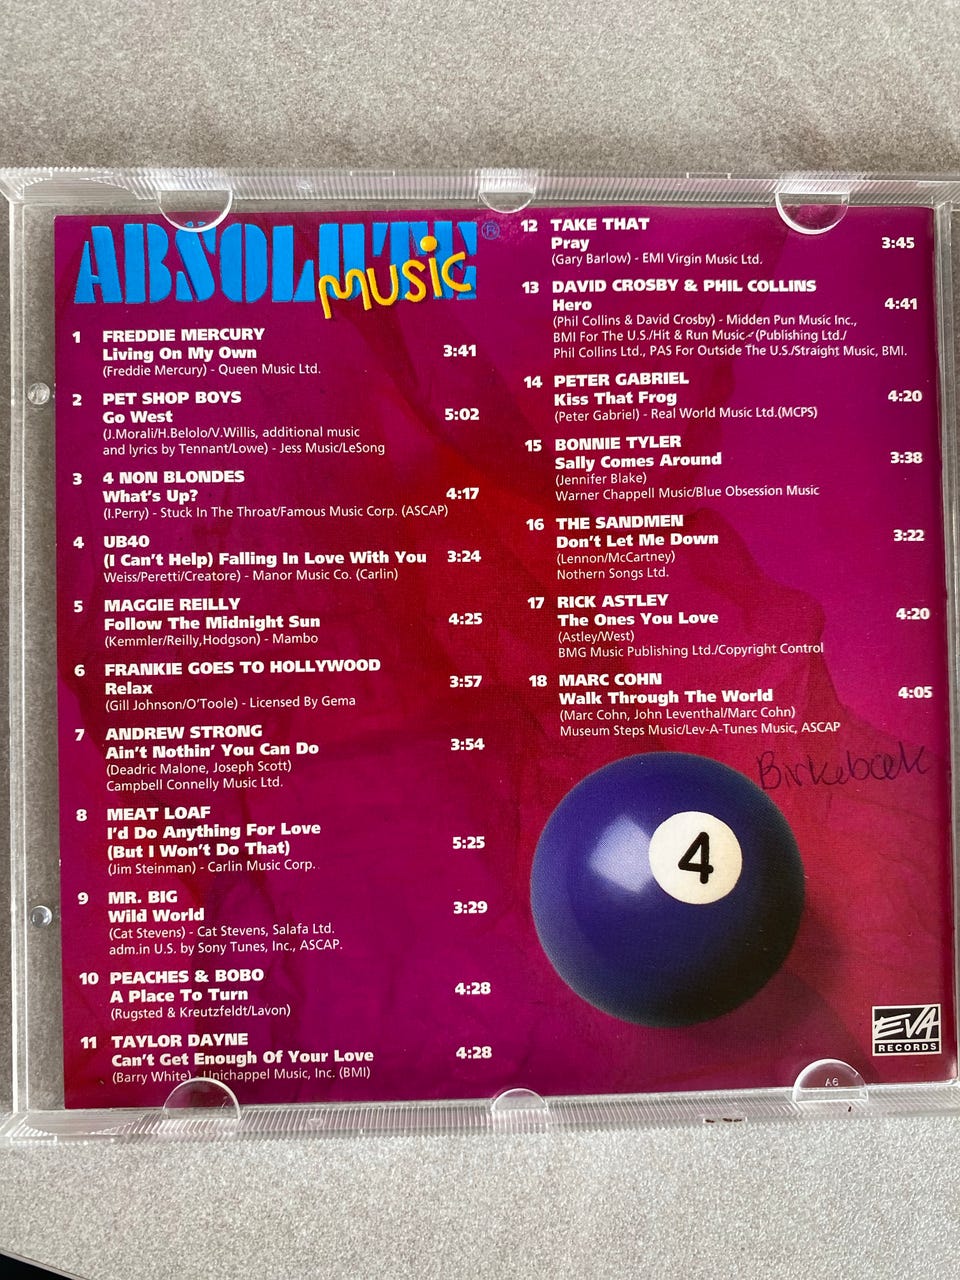 ABSOLUTE ®
music
1 FREDDIE MERCURY
Living On My Own 3:41
(Freddie Mercury) - Queen Music Ltd.
2 PET SHOP BOYS
Go West 5:02
(J.Morali/H.Belolo/V.Willis, additional music
and lyrics by Tennant/Lowe) - Jess Music/LeSong
3 4 NON BLONDES
What's Up? 4:17
(I.Perry) - Stuck In The Throat/Famous Music Corp. (ASCAP)
4 UB40
(I Can't Help) Falling In Love With You 3:24
Weiss/Peretti/Creatore) - Manor Music Co. (Carlin)
5 MAGGIE REILLY
Follow The Midnight Sun 4:25
(Kemmler/Reilly,Hodgson) - Mambo
6 FRANKIE GOES TO HOLLYWOOD
Relax 3:57
(Gill Johnson/O'Toole) - Licensed By Gema
7 ANDREW STRONG
Ain't Nothin' You Can Do 3:54
(Deadric Malone, Joseph Scott)
Campbell Connelly Music Ltd.
8 MEAT LOAF
I'd Do Anything For Love
(But I Won't Do That) 5:25
(Jim Steinman) - Carlin Music Corp.
9 MR. BIG
Wild World 3:29
(Cat Stevens) - Cat Stevens, Salafa Ltd.
adm.in U.S. by Sony Tunes, Inc., ASCAP.
10 PEACHES & BOBO
A Place To Turn 4:28
(Rugsted & Kreutzfeldt/Lavon)
11 TAYLOR DAYNE
Can't Get Enough Of Your Love 4:28
(Barry White) - Unichappel Music, Inc. (BMI)
12 TAKE THAT
Pray 3:45
(Gary Barlow) - EMI Virgin Music Ltd.
13 DAVID CROSBY & PHIL COLLINS
Hero 4:41
(Phil Collins & David Crosby) - Midden Pun Music Inc.,
BMI For The U.S./Hit & Run Music-(Publishing Ltd./
Phil Collins Ltd., PAS For Outside The U.S./Straight Music, BMI.
14 PETER GABRIEL
Kiss That Frog 4:20
(Peter Gabriel) - Real World Music Ltd.(MCPS)
15 BONNIE TYLER
Sally Comes Around 3:38
(Jennifer Blake)
Warner Chappell Music/Blue Obsession Music
16 THE SANDMEN
Don't Let Me Down 3:22
(Lennon/McCartney)
Nothern Songs Ltd.
17 RICK ASTLEY
The Ones You Love 4:20
(Astley/West)
BMG Music Publishing Ltd./Copyright Control
18 MARC COHN
Walk Through The World 4:05
(Marc Cohn, John Leventhal/Marc Cohn)
Museum Steps Music/Lev-A-Tunes Music, ASCAP
Birkebæk
4
EVA
RECORDS
A6